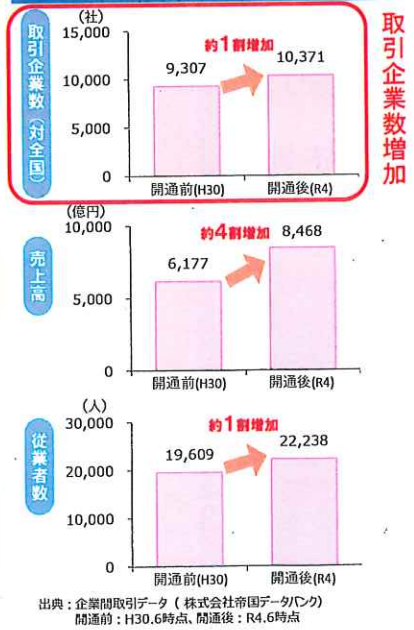 取引企業数増加
取引企業数(対全国)
(社)
15,000
10,000
5,000
0
約1割増加
9,307
10,371
開通前(H30)
開通後(R4)
売上高
(億円)
10,000
5,000
0
約4割増加
6,177
8,468
開通前(H30)
開通後(R4)
従業者数
(人)
30,000
20,000
10,000
0
約1割増加
19,609
22,238
開通前(H30)
開通後(R4)
出典:企業間取引データ(株式会社帝国データバンク)
開通前:H30.6時点、開通後:R4.6時点